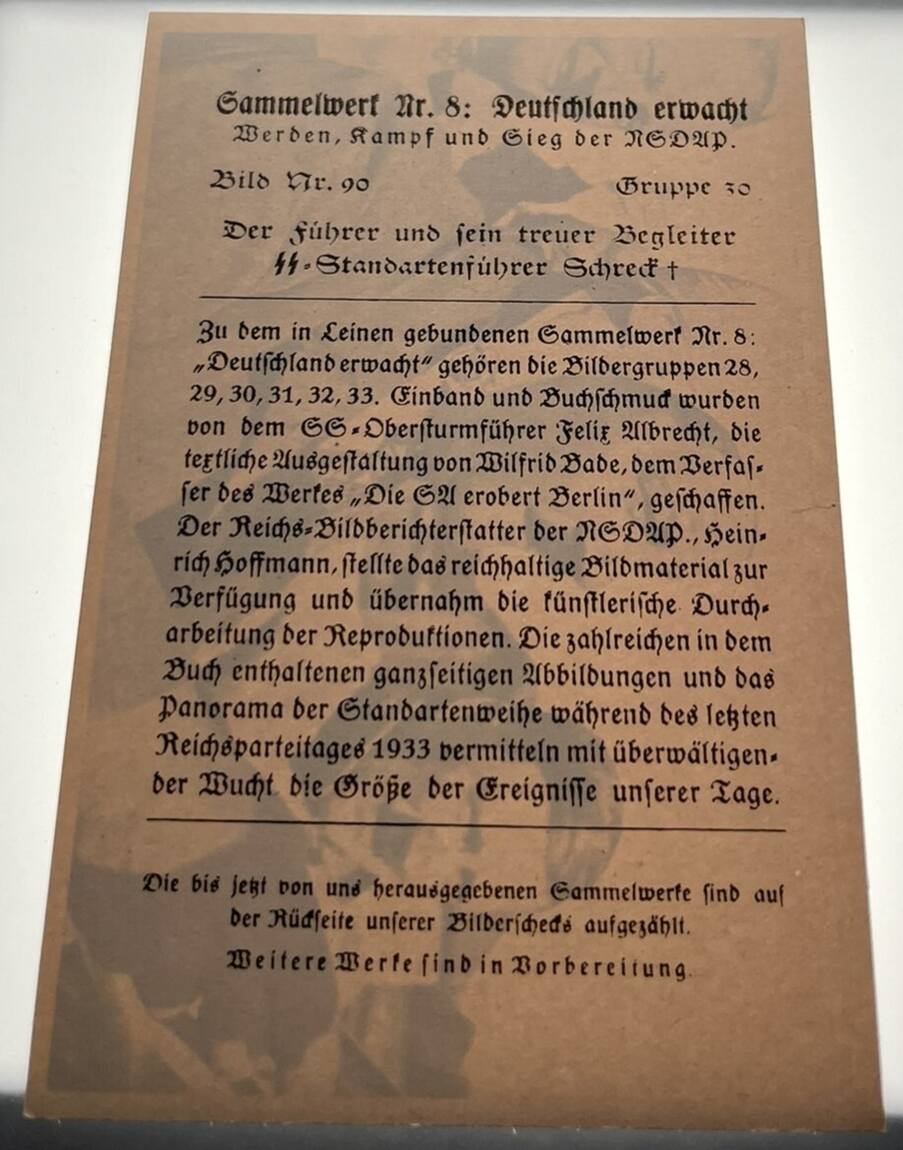 Sammelwerk Nr. 8: Deutschland erwacht
Werden, Kampf und Sieg der NSDAP.
Bild Nr. 90 Gruppe 30
Der Führer und sein treuer Begleiter
SS-Standartenführer Schreck †
Zu dem in Leinen gebundenen Sammelwerk Nr. 8:
„Deutschland erwacht“ gehören die Bildergruppen 28,
29, 30, 31, 32, 33. Einband und Buchschmuck wurden
von dem SS-Obersturmführer Felix Albrecht, die
textliche Ausgestaltung von Wilfrid Bade, dem Verfas-
ser des Werkes „Die SA erobert Berlin“, geschaffen.
Der Reichs-Bildberichterstatter der NSDAP., Hein-
rich Hoffmann, stellte das reichhaltige Bildmaterial zur
Verfügung und übernahm die künstlerische Durch-
arbeitung der Reproduktionen. Die zahlreichen in dem
Buch enthaltenen ganzseitigen Abbildungen und das
Panorama der Standartenweihe während des letzten
Reichsparteitages 1933 vermitteln mit überwältigen-
der Wucht die Größe der Ereignisse unserer Tage.
Die bis jetzt von uns herausgegebenen Sammelwerke sind auf
der Rückseite unserer Bilderschecks aufgezählt.
Weitere Werke sind in Vorbereitung.